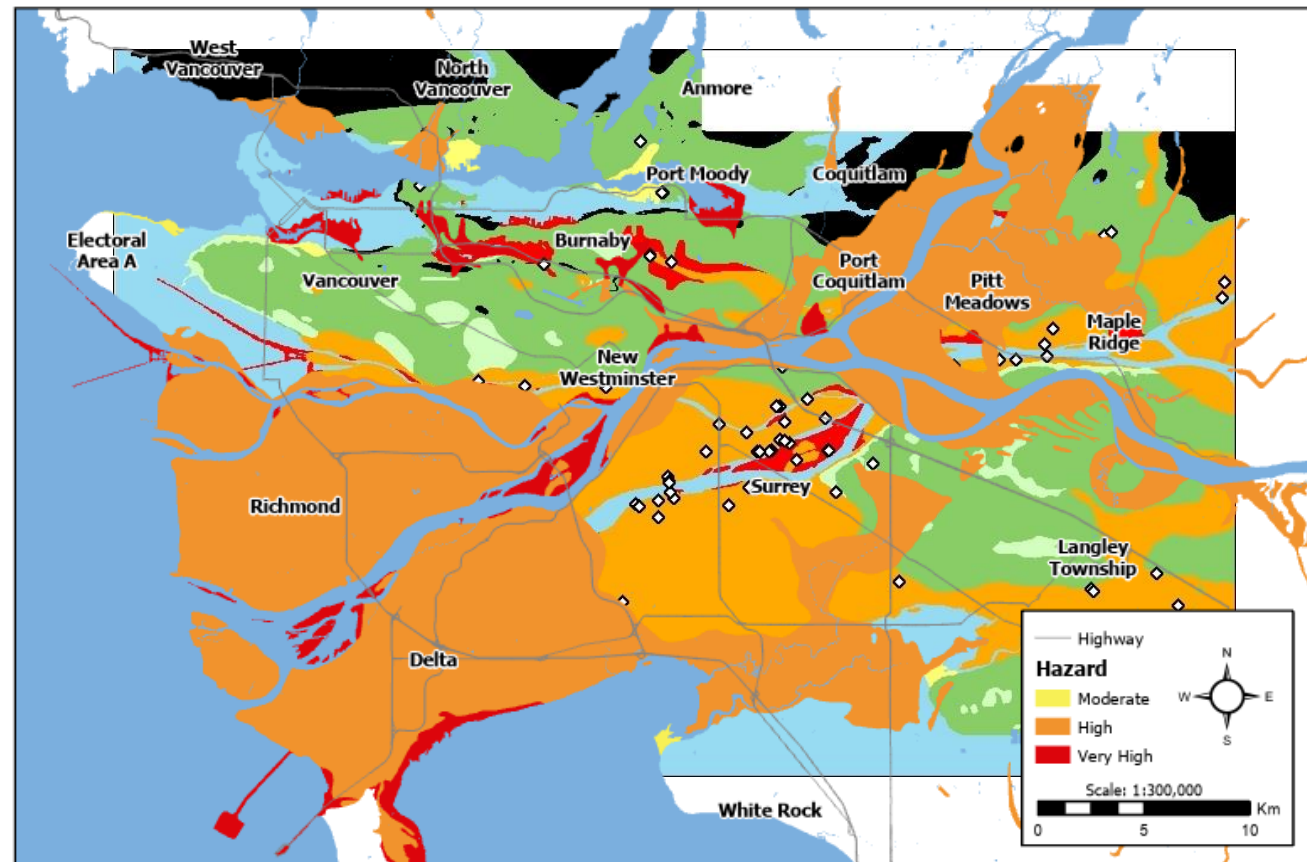 West
Vancouver
North
Vancouver
Anmore
Port Moody
Coquitlam
Electoral
Area A
Burnaby
Vancouver
Port
Coquitlam
Pitt
Meadows
Maple
Ridge
New
Westminster
Richmond
Surrey
Langley
Township
Delta
White Rock
Highway
Hazard
Moderate
High
Very High
N
W
E
S
Scale: 1:300,000
Km
0
5
10